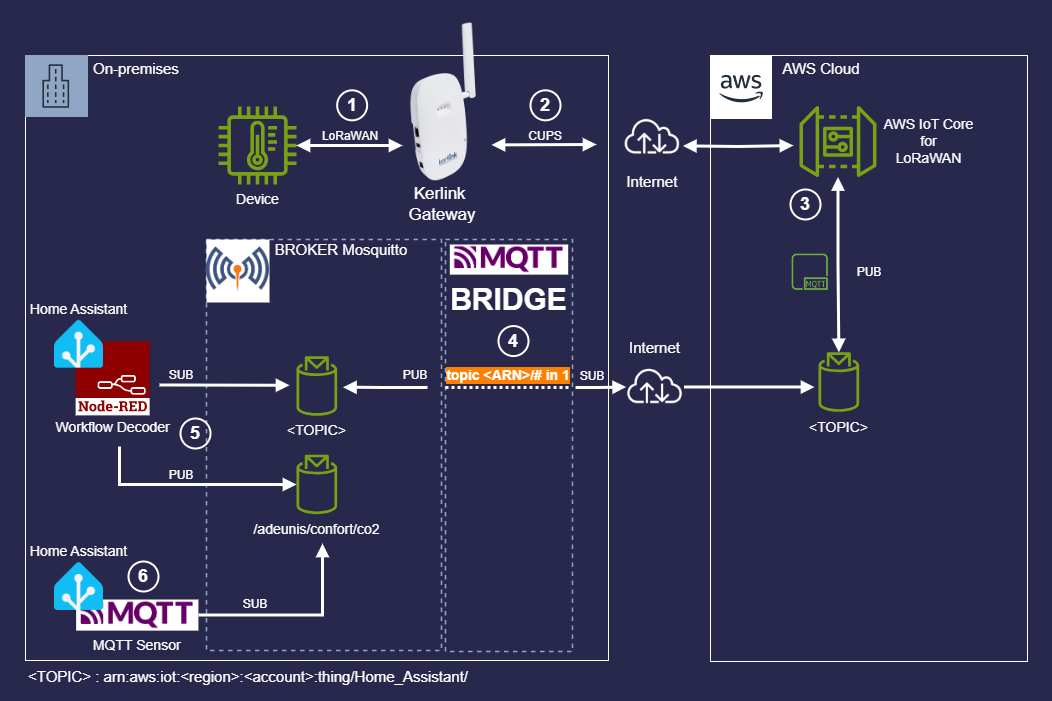 On-premises
AWS Cloud
aws
1
2
LoRaWAN
CUPS
kerlink
AWS IoT Core
for
LoRaWAN
Internet
Device
Kerlink
Gateway
3
BROKER Mosquitto
MQTT
BRIDGE
PUB
MQTT
Home Assistant
4
Internet
SUB
PUB
topic <ARN>/# in 1
SUB
Node-RED
Workflow Decoder
5
<TOPIC>
<TOPIC>
PUB
/adeunis/confort/co2
Home Assistant
6
SUB
MQTT
MQTT Sensor
<TOPIC> : arn:aws:iot:<region>:<account>:thing/Home_Assistant/